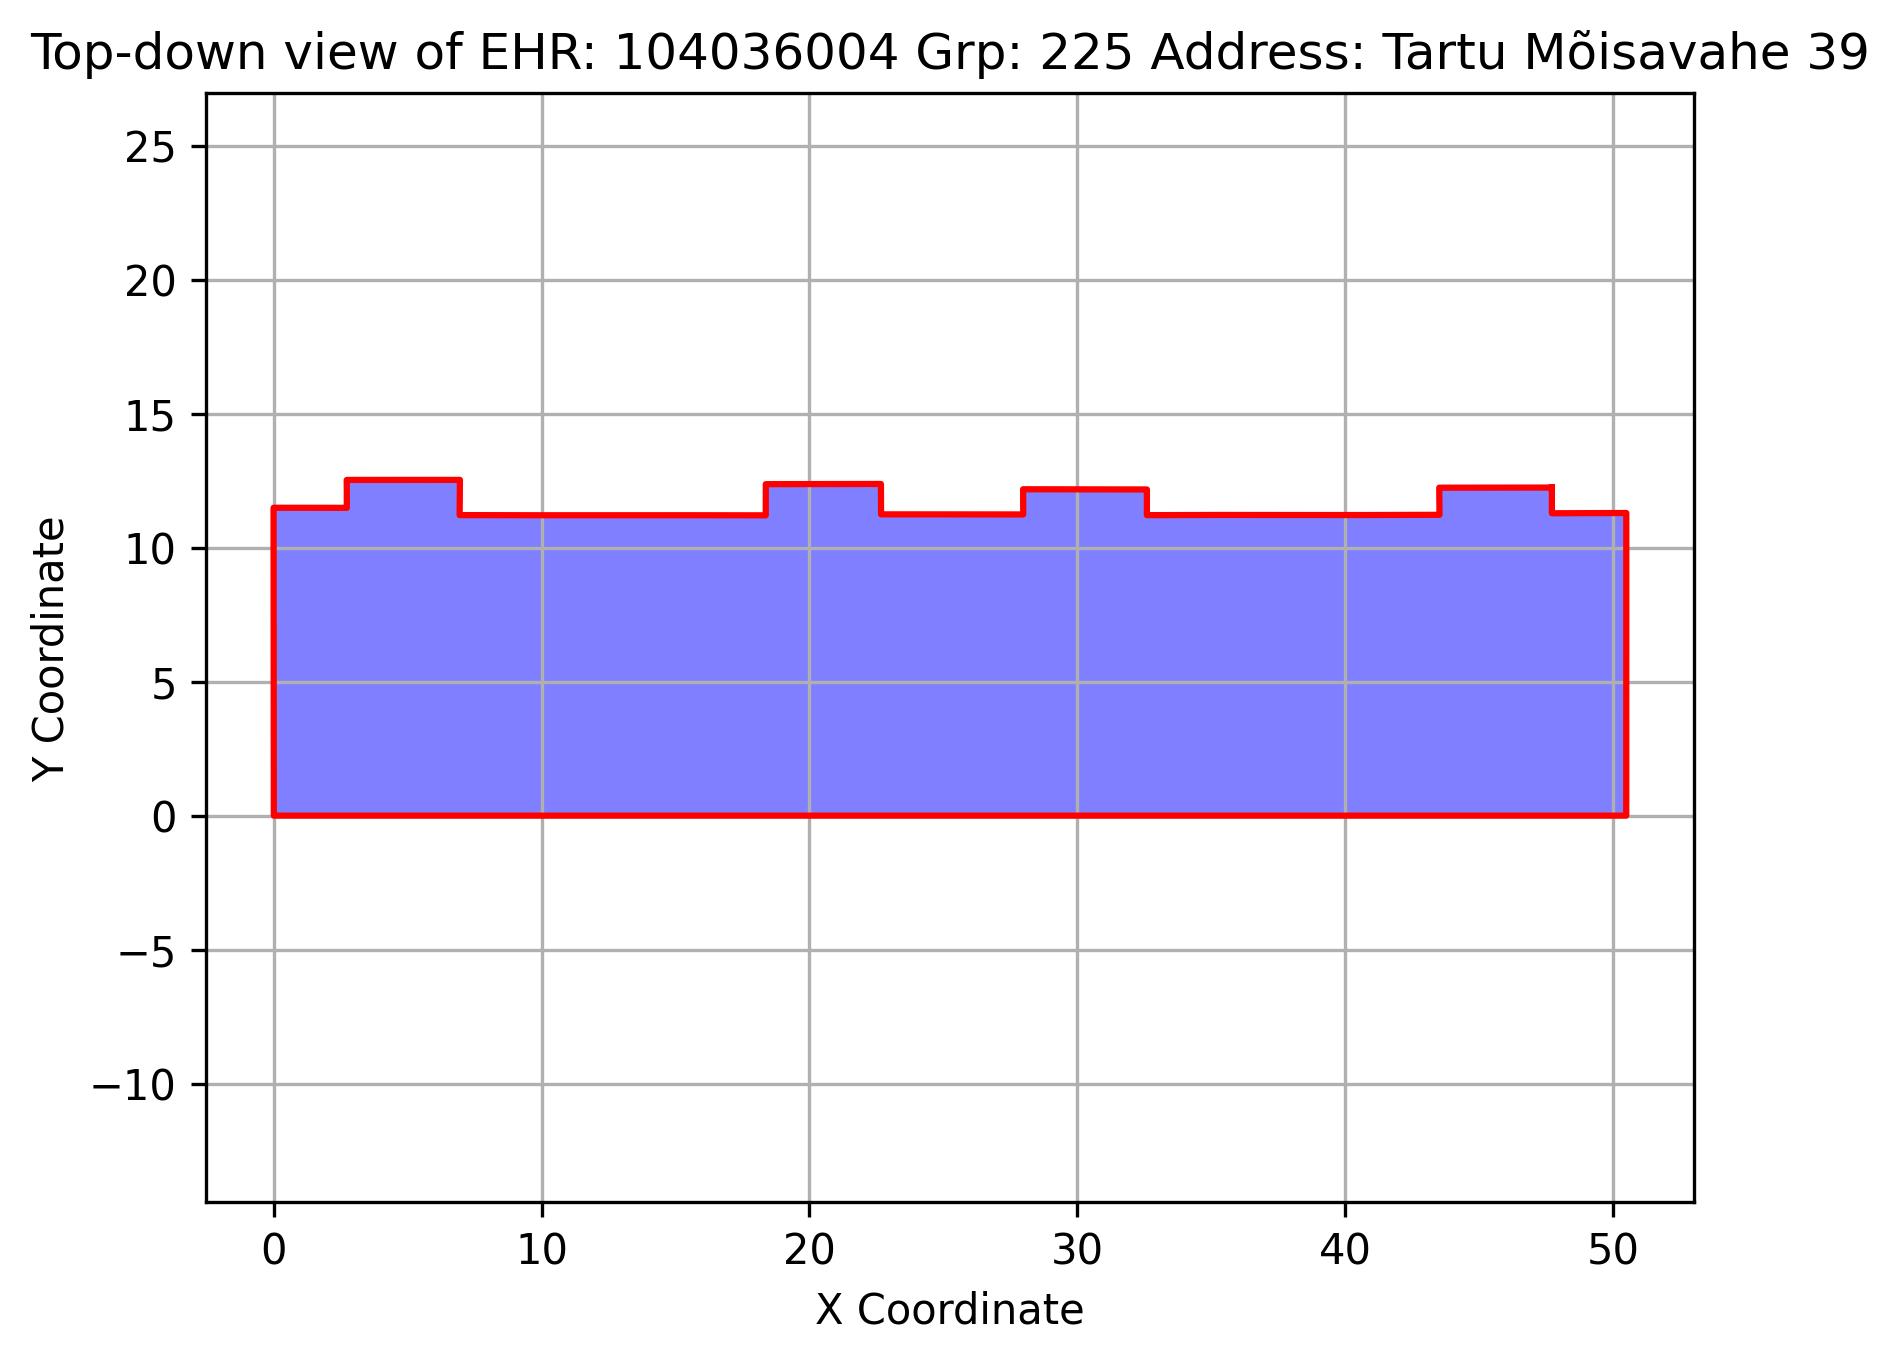 Top-down view of EHR: 104036004 Grp: 225 Address: Tartu Mõisavahe 39
25
20
15
10
5
0
−5
−10
Y Coordinate
0 10 20 30 40 50
X Coordinate